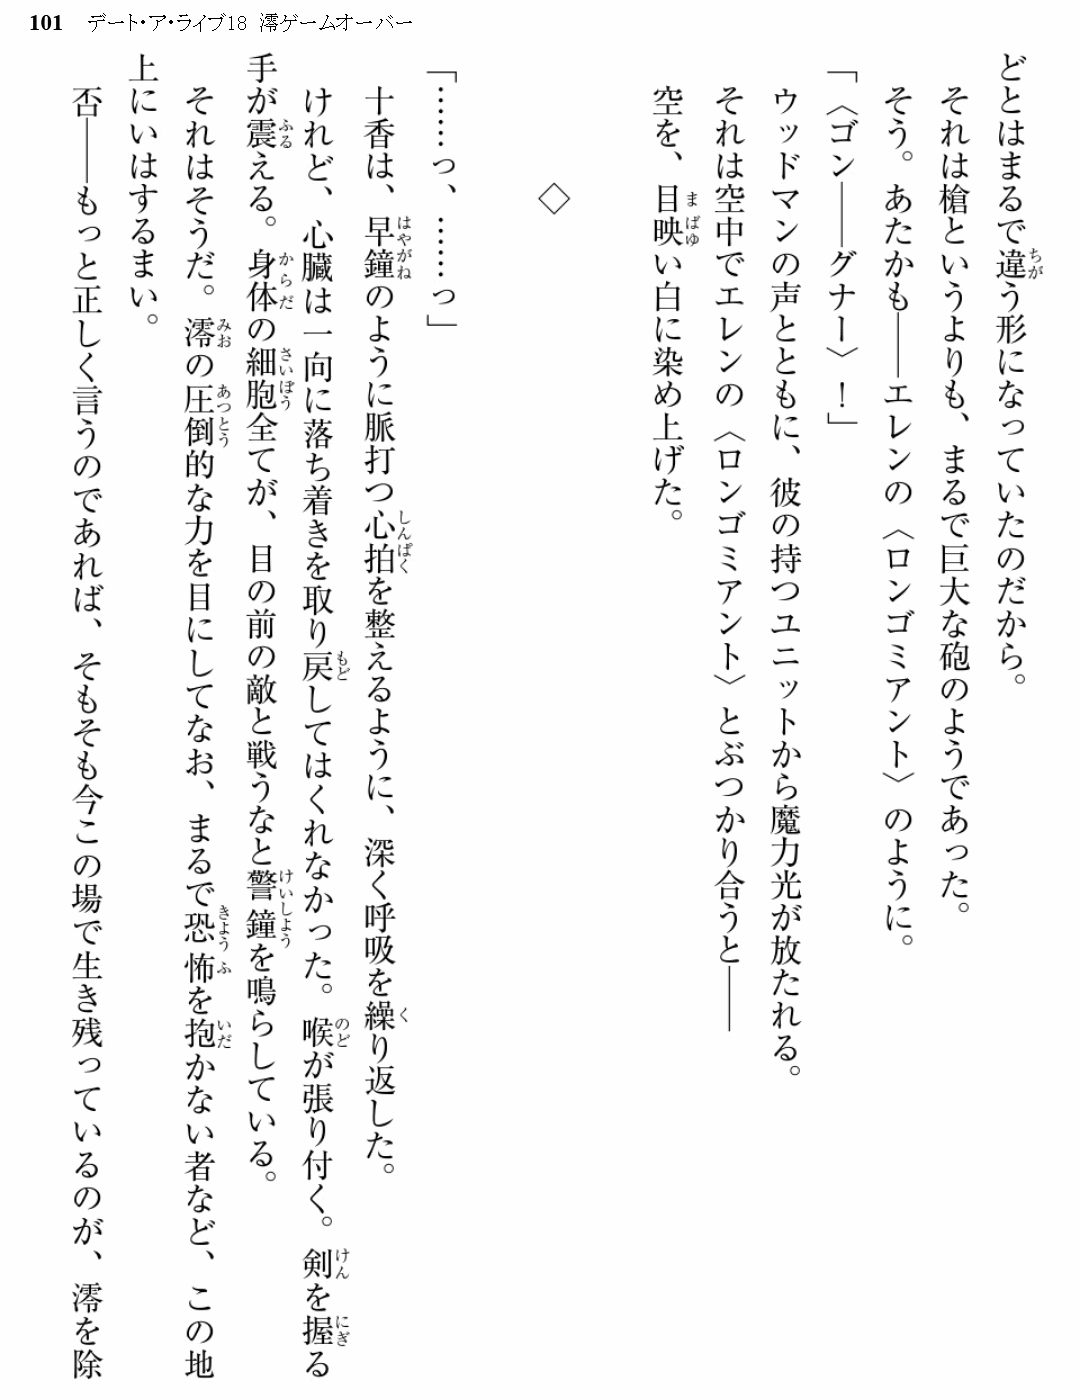 101 デート・ア・ライブ18 澪ゲームオーバー
どとはまるで違う形になっていたのだから。
それは槍というよりも、まるで巨大な砲のようであった。
そう。あたかも――エレンの〈ロンゴミアント〉のように。
「〈ゴン――グナー〉！」
ウッドマンの声とともに、彼の持つユニットから魔力光が放たれる。
それは空中でエレンの〈ロンゴミアント〉とぶつかり合うと――
空を、目映い白に染め上げた。
◇
「……っ、……っ」
十香は、早鐘のように脈打つ心拍を整えるように、深く呼吸を繰り返した。
けれど、心臓は一向に落ち着きを取り戻してはくれなかった。喉が張り付く。剣を握る
手が震える。身体の細胞全てが、目の前の敵と戦うなと警鐘を鳴らしている。
それはそうだ。澪の圧倒的な力を目にしてなお、まるで恐怖を抱かない者など、この地
上にいはするまい。
否――もっと正しく言うのであれば、そもそも今この場で生き残っているのが、澪を除